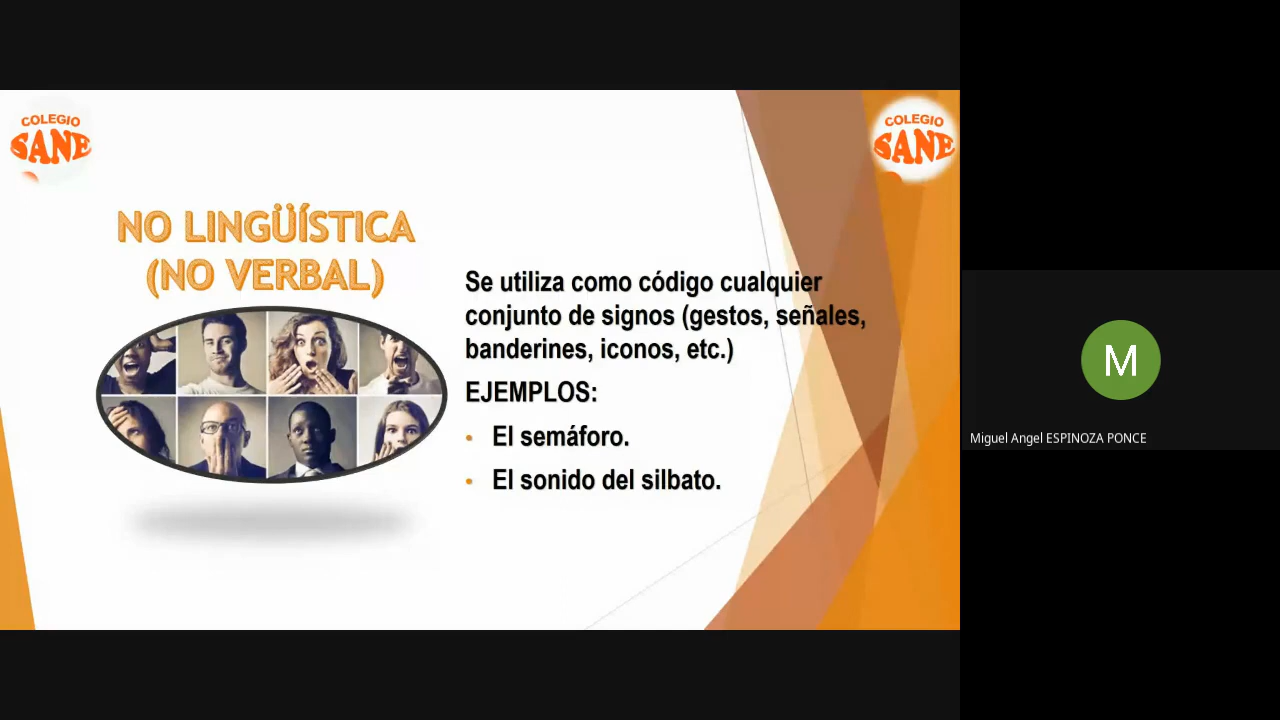 COLEGIO
SANE
COLEGIO
SANE
NO LINGÜÍSTICA
(NO VERBAL)
Se utiliza como código cualquier
conjunto de signos (gestos, señales,
banderines, iconos, etc.)
EJEMPLOS:
• El semáforo.
• El sonido del silbato.
M
Miguel Angel ESPINOZA PONCE